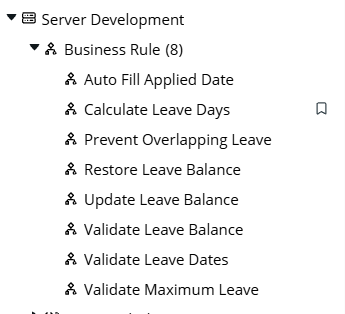 Server Development
Business Rule (8)
Auto Fill Applied Date
Calculate Leave Days
Prevent Overlapping Leave
Restore Leave Balance
Update Leave Balance
Validate Leave Balance
Validate Leave Dates
Validate Maximum Leave